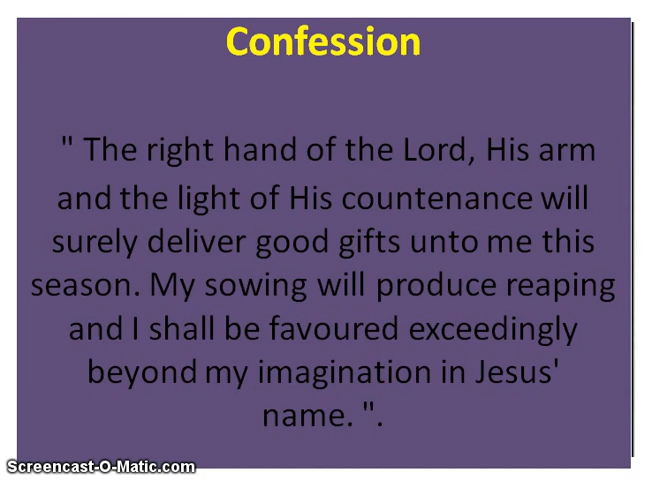 Confession
" The right hand of the Lord, His arm
and the light of His countenance will
surely deliver good gifts unto me this
season. My sowing will produce reaping
and I shall be favoured exceedingly
beyond my imagination in Jesus'
name. ".
Screencast-O-Matic.com